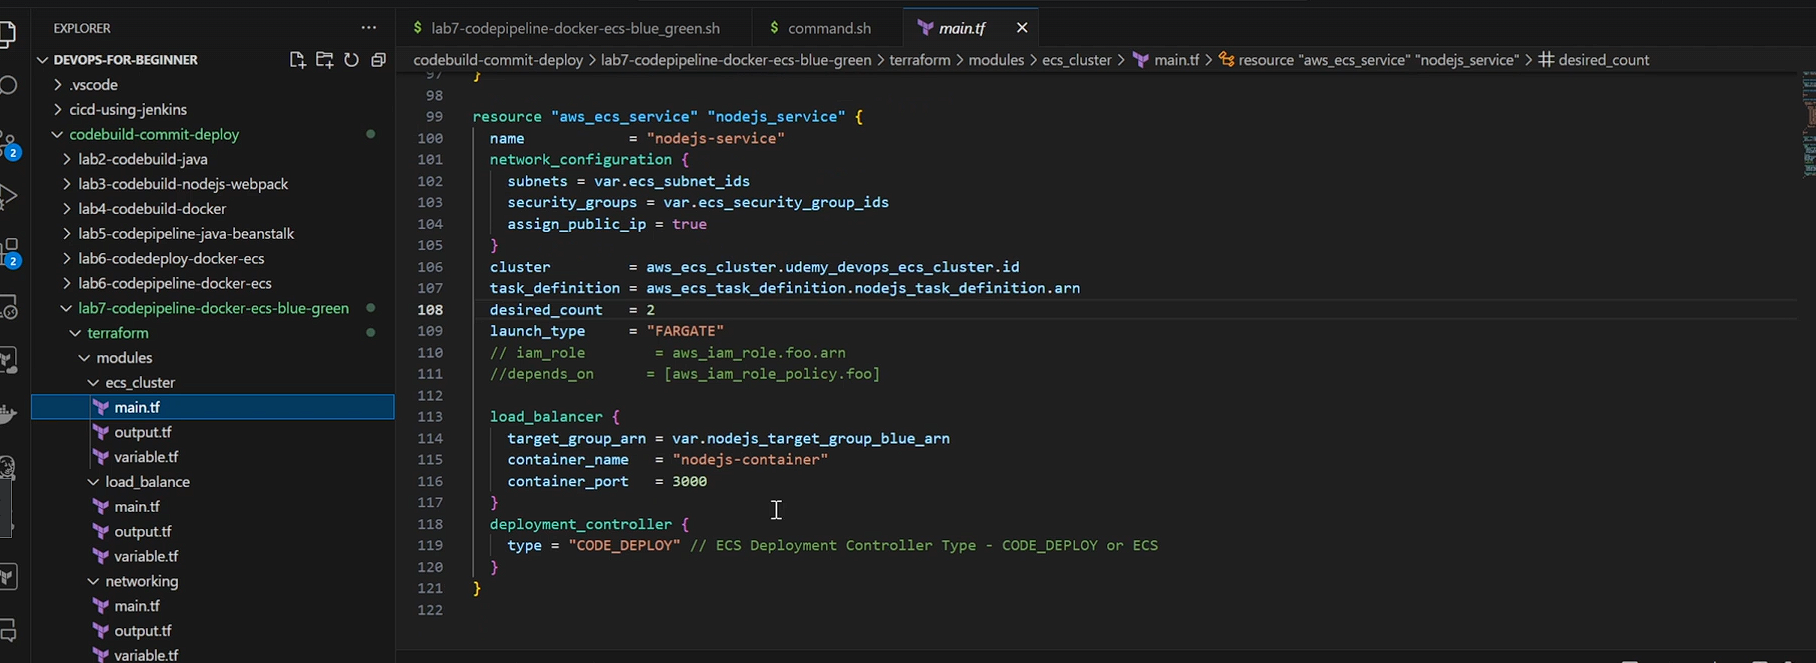 EXPLORER
DEVOPS-FOR-BEGINNER
.vscode
cicd-using-jenkins
codebuild-commit-deploy
lab2-codebuild-java
lab3-codebuild-nodejs-webpack
lab4-codebuild-docker
lab5-codepipeline-java-beanstalk
lab6-codedeploy-docker-ecs
lab6-codepipeline-docker-ecs
lab7-codepipeline-docker-ecs-blue-green
terraform
modules
ecs_cluster
main.tf
output.tf
variable.tf
load_balance
main.tf
output.tf
variable.tf
networking
main.tf
output.tf
variable.tf
2
2
$ lab7-codepipeline-docker-ecs-blue_green.sh $ command.sh main.tf
codebuild-commit-deploy > lab7-codepipeline-docker-ecs-blue-green > terraform > modules > ecs_cluster > main.tf > resource "aws_ecs_service" "nodejs_service" > # desired_count
97 }
98
99 resource "aws_ecs_service" "nodejs_service" {
100 name = "nodejs-service"
101 network_configuration {
102 subnets = var.ecs_subnet_ids
103 security_groups = var.ecs_security_group_ids
104 assign_public_ip = true
105 }
106 cluster = aws_ecs_cluster.udemy_devops_ecs_cluster.id
107 task_definition = aws_ecs_task_definition.nodejs_task_definition.arn
108 desired_count = 2
109 launch_type = "FARGATE"
110 // iam_role = aws_iam_role.foo.arn
111 //depends_on = [aws_iam_role_policy.foo]
112
113 load_balancer {
114 target_group_arn = var.nodejs_target_group_blue_arn
115 container_name = "nodejs-container"
116 container_port = 3000
117 }
118 deployment_controller {
119 type = "CODE_DEPLOY" // ECS Deployment Controller Type - CODE_DEPLOY or ECS
120 }
121 }
122